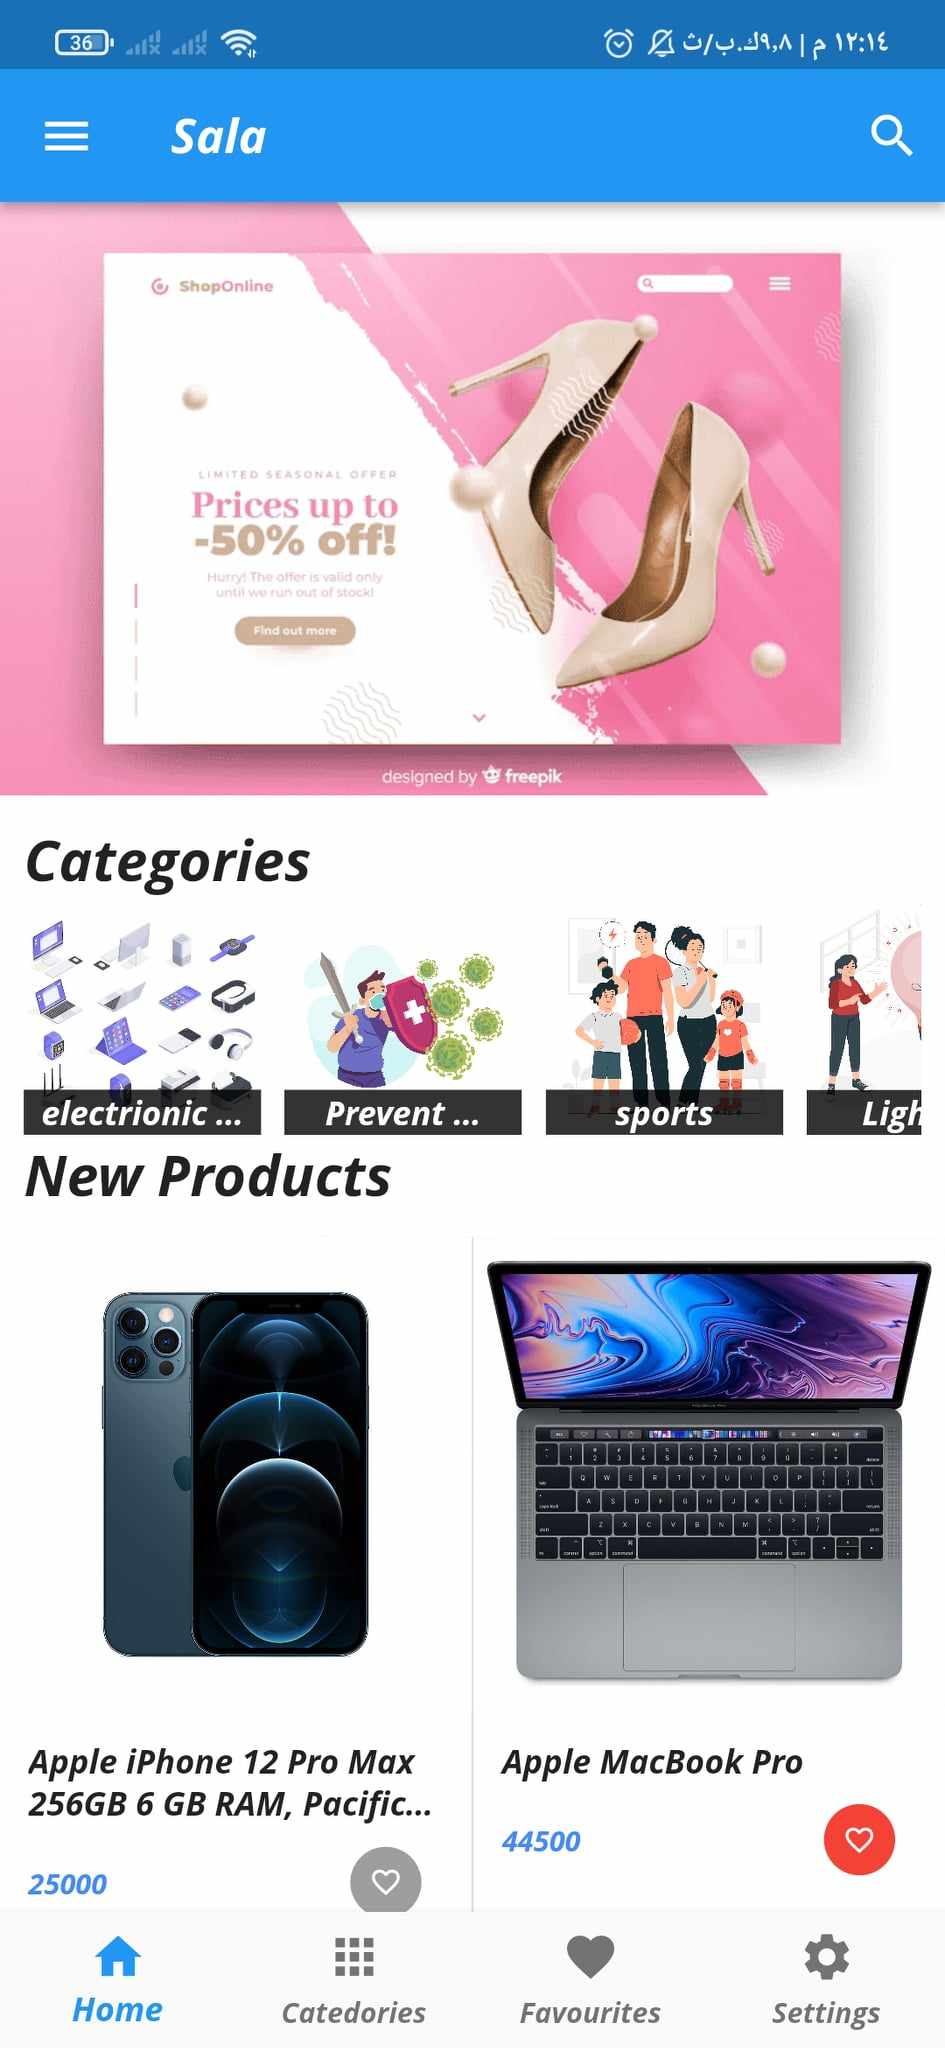 36
١٢:١٤ م | ٩,٨ك.ب/ث
Sala
ShopOnline
LIMITED SEASONAL OFFER
Prices up to
-50% off!
Hurry! The offer is valid only
until we run out of stock!
Find out more
designed by freepik
Categories
electrionic ...
Prevent ...
sports
Ligh
New Products
Apple iPhone 12 Pro Max
256GB 6 GB RAM, Pacific...
25000
Apple MacBook Pro
44500
Home
Catedories
Favourites
Settings